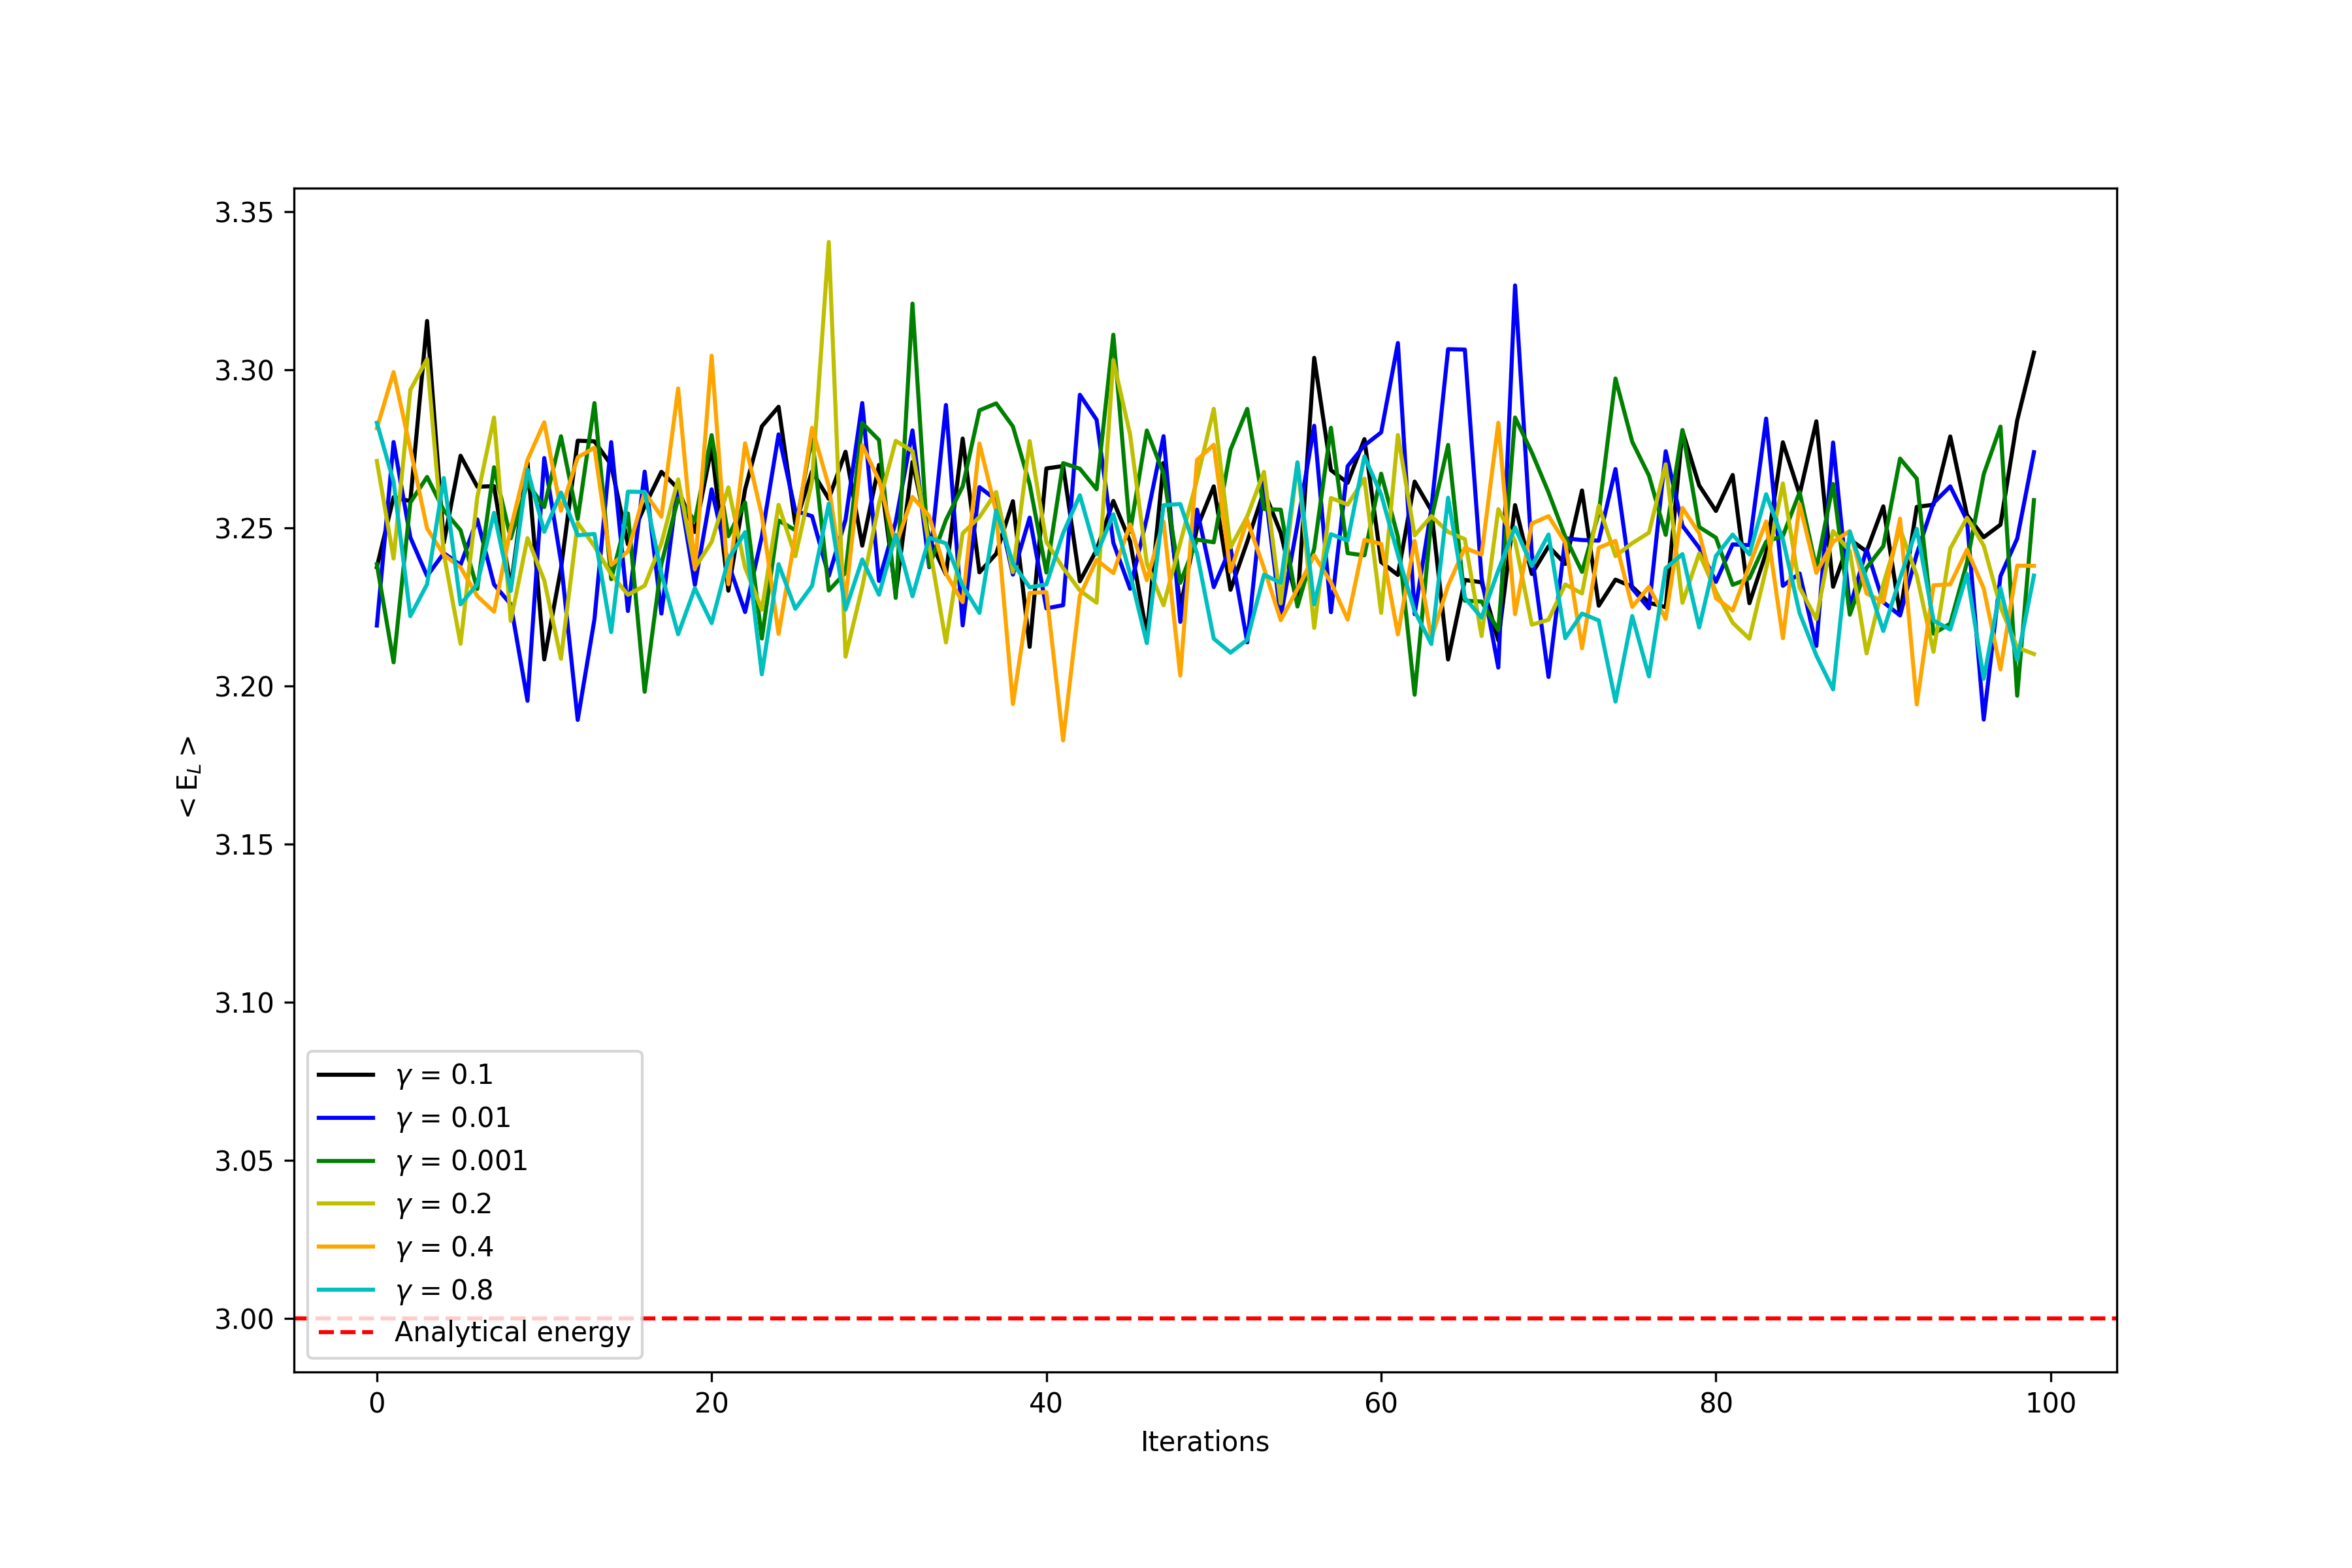 3.35
3.30
3.25
3.20
3.15
3.10
3.05
3.00
< E_L >
γ = 0.1
γ = 0.01
γ = 0.001
γ = 0.2
γ = 0.4
γ = 0.8
Analytical energy
0 20 40 60 80 100
Iterations